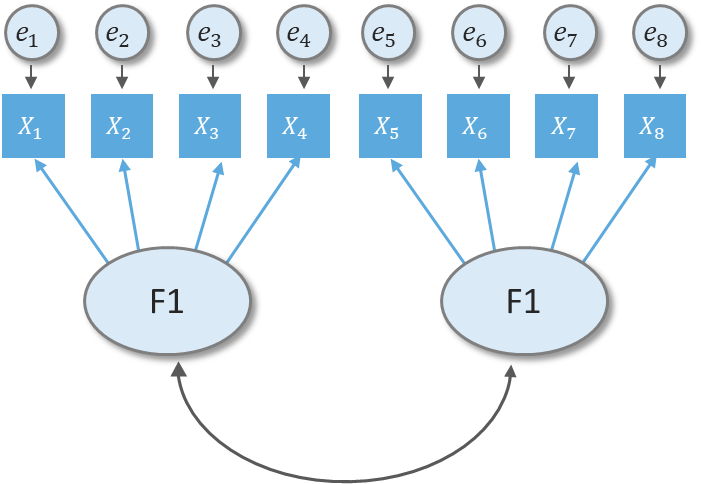 e1 e2 e3 e4 e5 e6 e7 e8
X1 X2 X3 X4 X5 X6 X7 X8
F1 F1